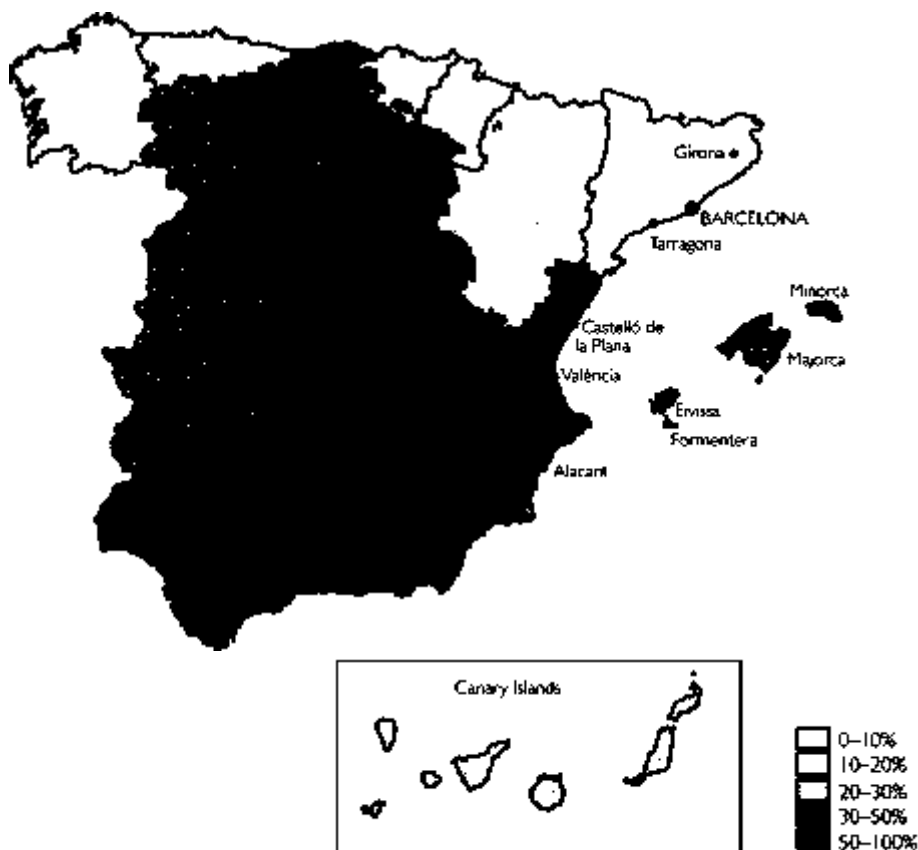 Girona
BARCELONA
Tarragona
Minorca
Castelló de
la Plana
Majorca
València
Eivissa
Formentera
Alacant
Canary Islands
0–10%
10–20%
20–30%
30–50%
50–100%